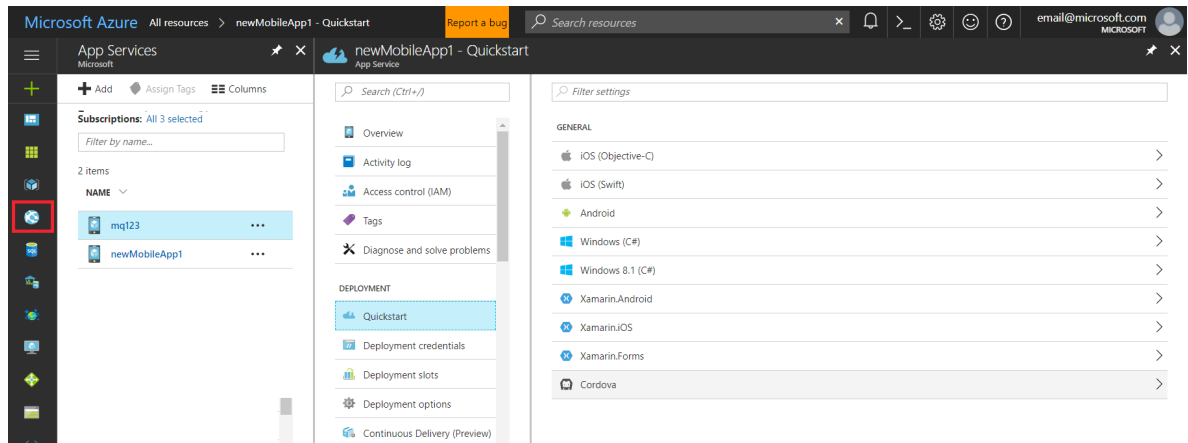 Microsoft Azure All resources > newMobileApp1 - Quickstart
Report a bug
Search resources
email@microsoft.com
MICROSOFT
App Services
Microsoft
Add Assign Tags Columns
Subscriptions: All 3 selected
Filter by name...
2 items
NAME
mq123
newMobileApp1
newMobileApp1 - Quickstart
App Service
Search (Ctrl+/)
Overview
Activity log
Access control (IAM)
Tags
Diagnose and solve problems
DEPLOYMENT
Quickstart
Deployment credentials
Deployment slots
Deployment options
Continuous Delivery (Preview)
Filter settings
GENERAL
iOS (Objective-C)
iOS (Swift)
Android
Windows (C#)
Windows 8.1 (C#)
Xamarin.Android
Xamarin.iOS
Xamarin.Forms
Cordova